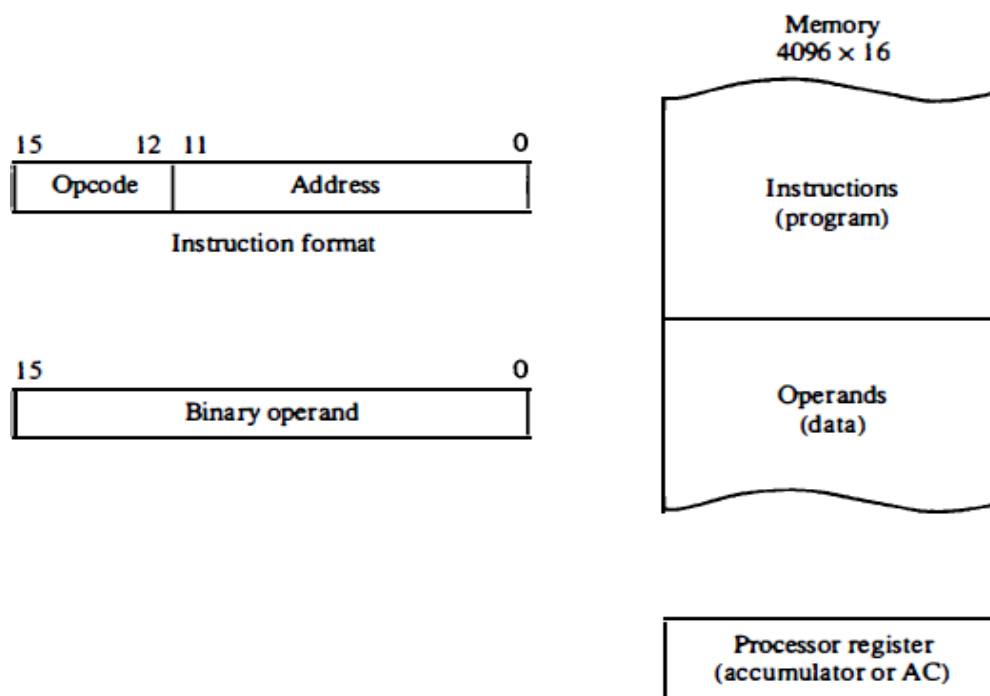 Memory
4096 × 16
15 12 11 0
Opcode Address
Instruction format
Instructions
(program)
15 0
Binary operand
Operands
(data)
Processor register
(accumulator or AC)